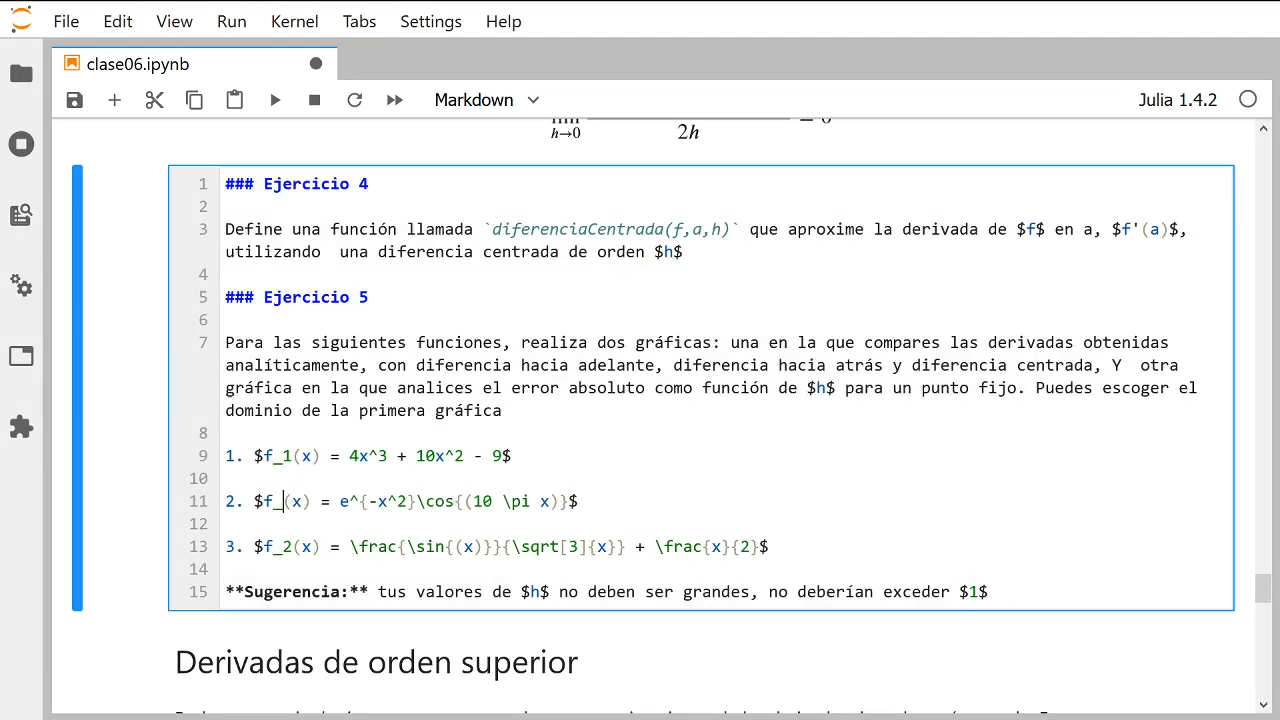 File Edit View Run Kernel Tabs Settings Help
clase06.ipynb
Markdown
Julia 1.4.2
h→0
2h
1 ### Ejercicio 4
2
3 Define una función llamada `diferenciaCentrada(f,a,h)` que aproxime la derivada de $f$ en a, $f'(a)$,
utilizando  una diferencia centrada de orden $h$
4
5 ### Ejercicio 5
6
7 Para las siguientes funciones, realiza dos gráficas: una en la que compares las derivadas obtenidas
analíticamente, con diferencia hacia adelante, diferencia hacia atrás y diferencia centrada, Y  otra
gráfica en la que analices el error absoluto como función de $h$ para un punto fijo. Puedes escoger el
dominio de la primera gráfica
8
9 1. $f_1(x) = 4x^3 + 10x^2 - 9$
10
11 2. $f_(x) = e^{-x^2}\cos{(10 \pi x)}$
12
13 3. $f_2(x) = \frac{\sin{(x)}}{\sqrt[3]{x}} + \frac{x}{2}$
14
15 **Sugerencia:** tus valores de $h$ no deben ser grandes, no deberían exceder $1$
Derivadas de orden superior